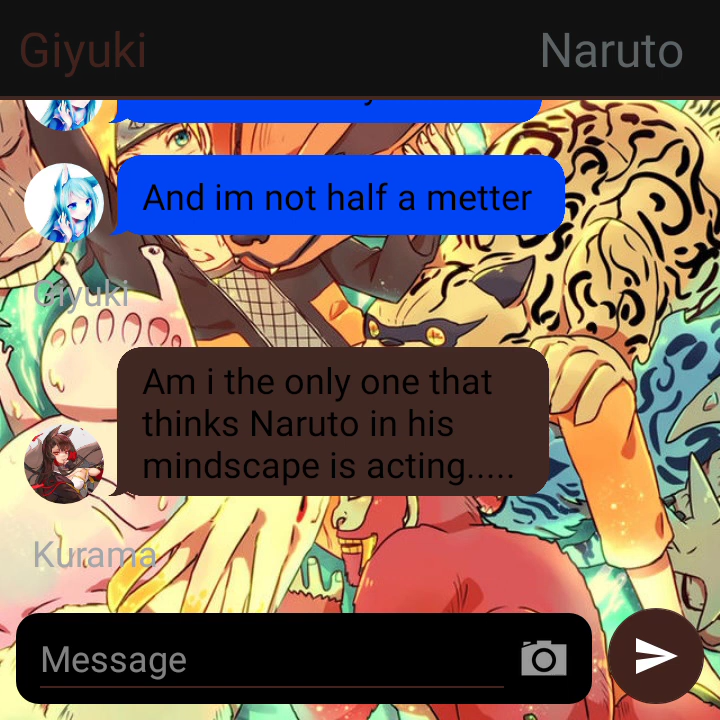 Giyuki
Naruto
And im not half a metter
Giyuki
Am i the only one that
thinks Naruto in his
mindscape is acting.....
Kurama
Message